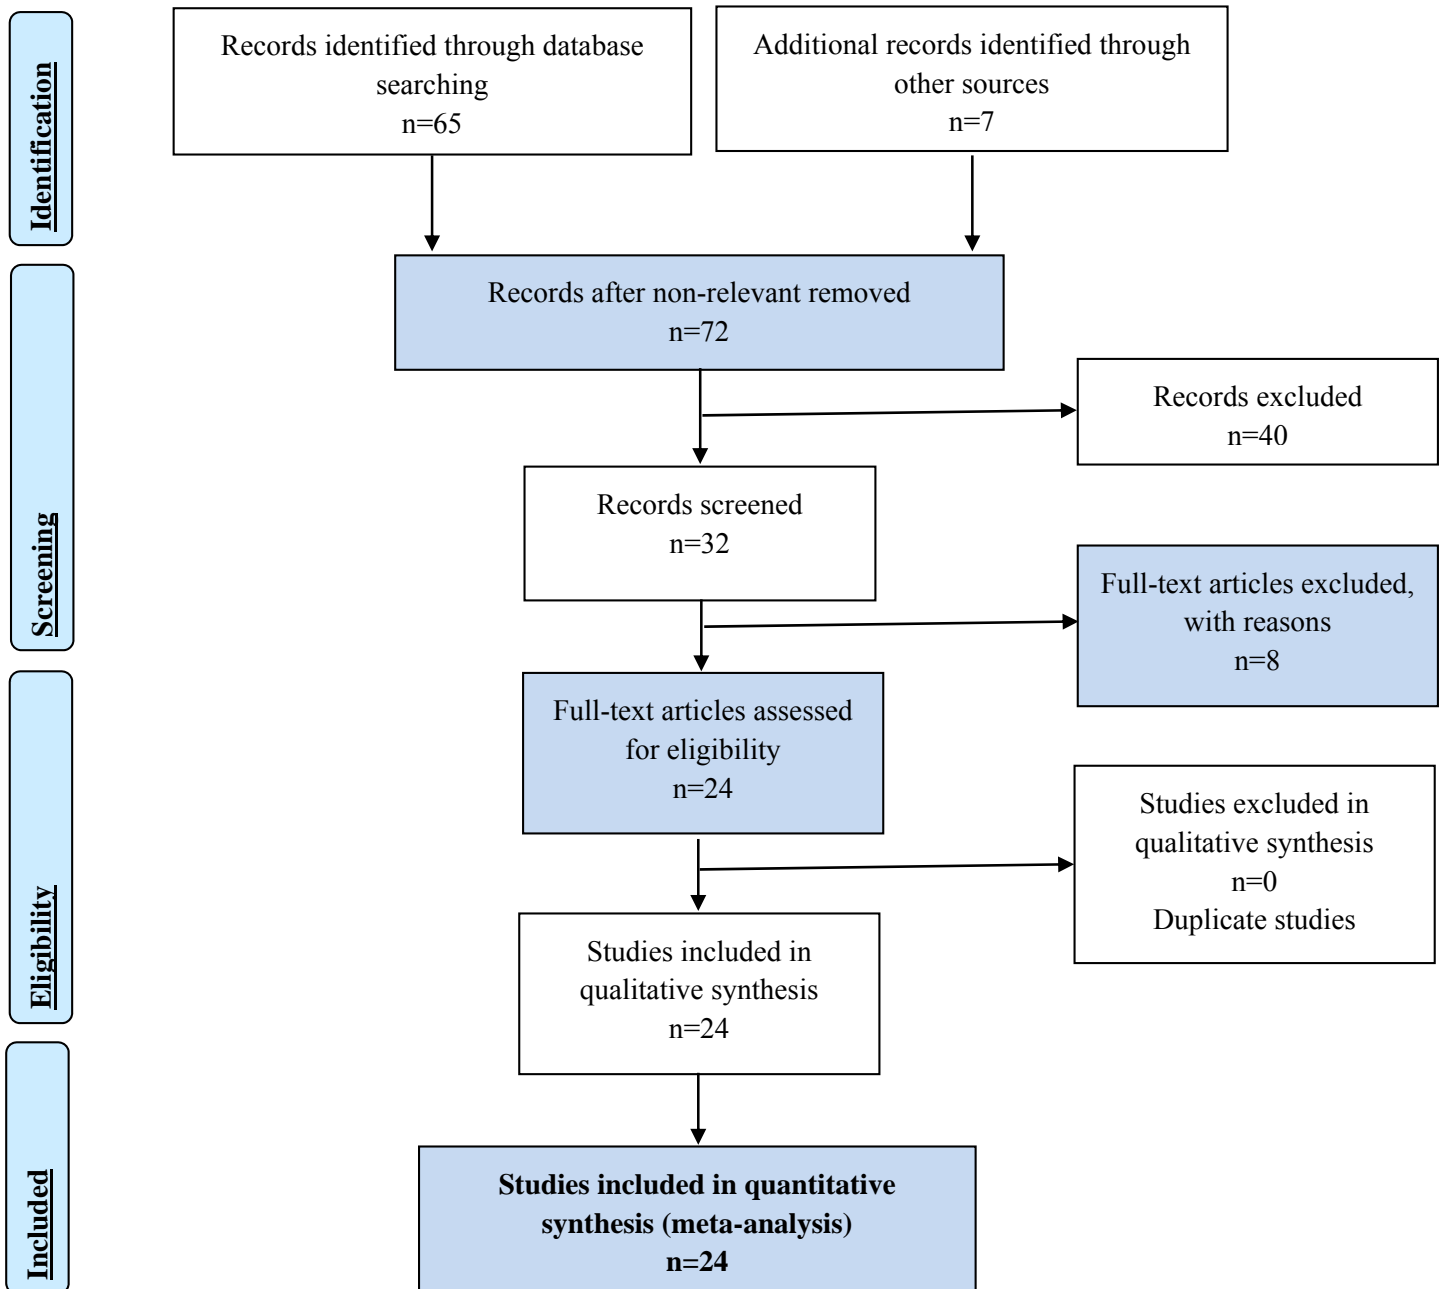 Identification
Records identified through database
searching
n=65
Additional records identified through
other sources
n=7
Screening
Records after non-relevant removed
n=72
Records excluded
n=40
Records screened
n=32
Full-text articles excluded,
with reasons
n=8
Eligibility
Full-text articles assessed
for eligibility
n=24
Studies excluded in
qualitative synthesis
n=0
Duplicate studies
Studies included in
qualitative synthesis
n=24
Included
Studies included in quantitative
synthesis (meta-analysis)
n=24